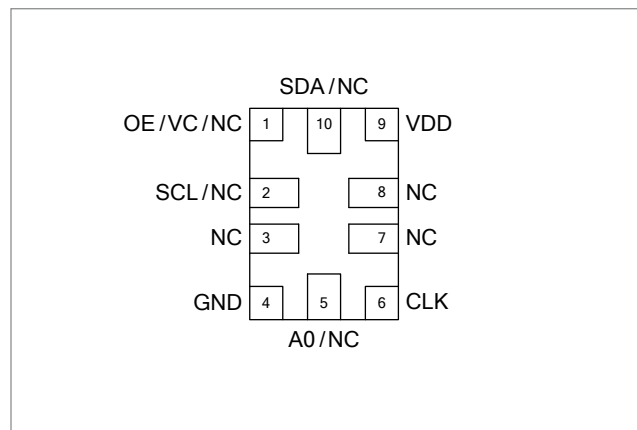 SDA/NC
OE/VC/NC 1 10 9 VDD
SCL/NC 2 8 NC
NC 3 7 NC
GND 4 5 6 CLK
A0/NC